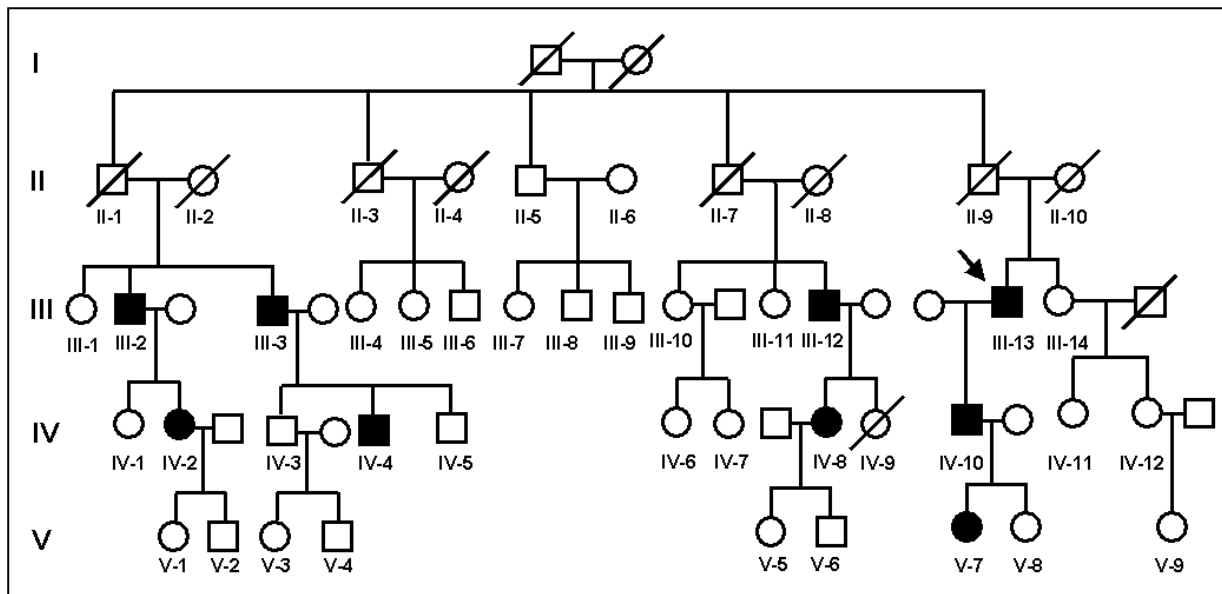 I
II
II-1 II-2 II-3 II-4 II-5 II-6 II-7 II-8 II-9 II-10
III
III-1 III-2 III-3 III-4 III-5 III-6 III-7 III-8 III-9 III-10 III-11 III-12 III-13 III-14
IV
IV-1 IV-2 IV-3 IV-4 IV-5 IV-6 IV-7 IV-8 IV-9 IV-10 IV-11 IV-12
V
V-1 V-2 V-3 V-4 V-5 V-6 V-7 V-8 V-9